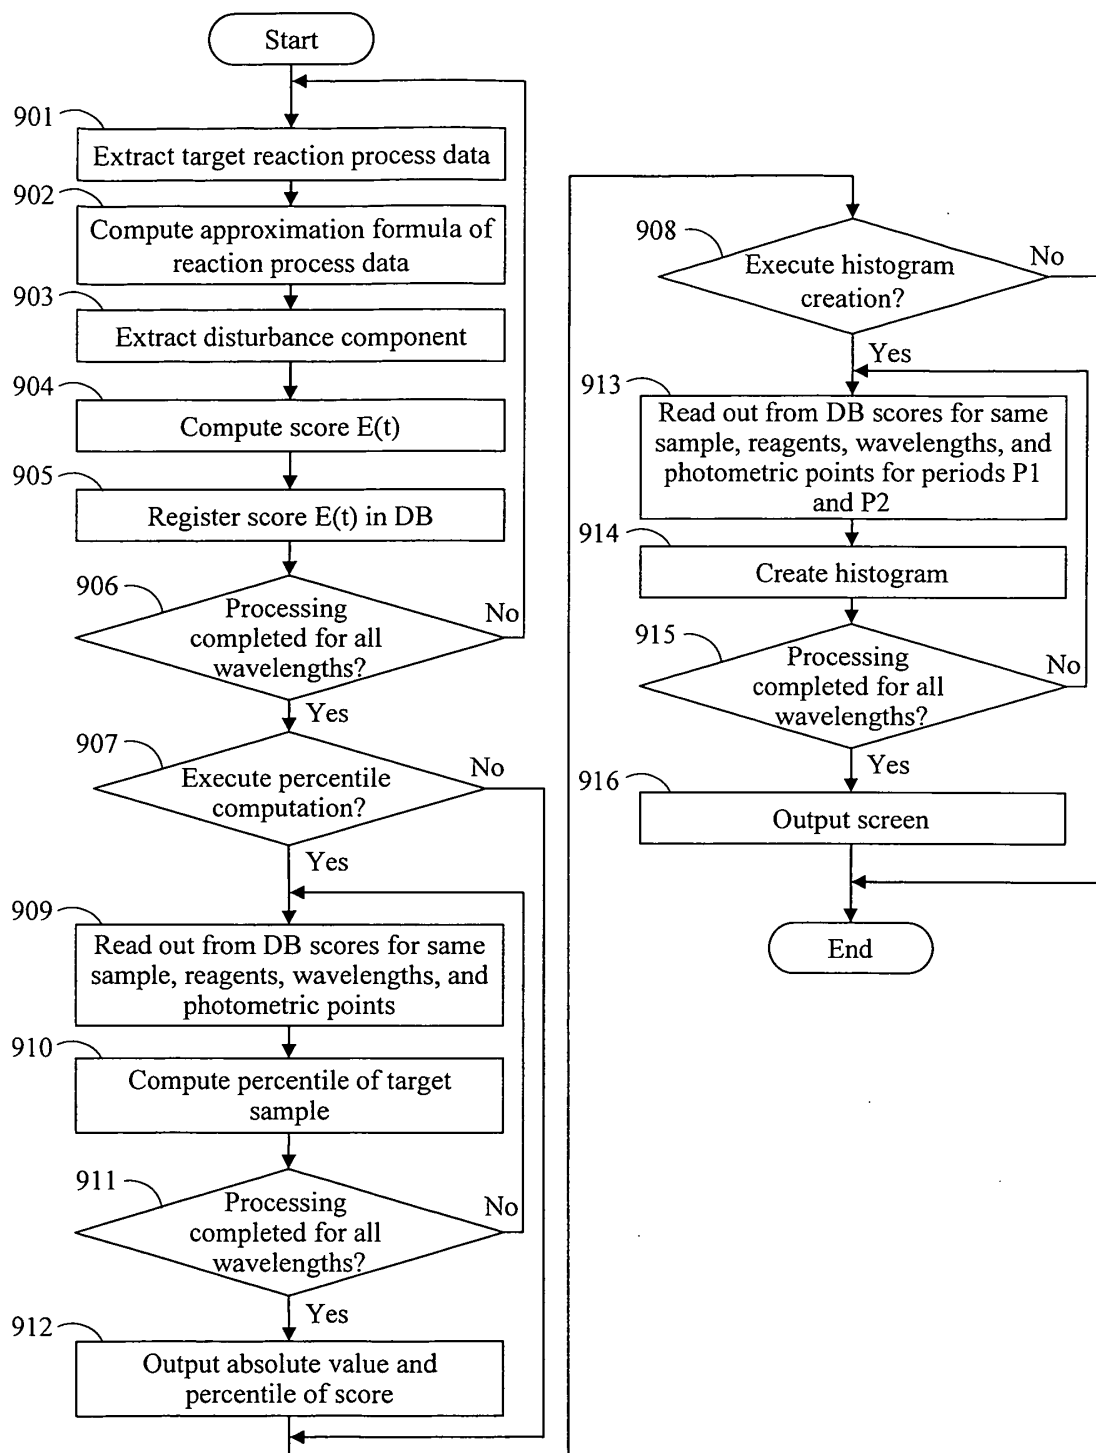 Start
901
Extract target reaction process data
902
Compute approximation formula of
reaction process data
903
Extract disturbance component
904
Compute score E(t)
905
Register score E(t) in DB
906
Processing
completed for all
wavelengths?
No
Yes
907
Execute percentile
computation?
No
Yes
909
Read out from DB scores for same
sample, reagents, wavelengths, and
photometric points
910
Compute percentile of target
sample
911
Processing
completed for all
wavelengths?
No
Yes
912
Output absolute value and
percentile of score
908
Execute histogram
creation?
No
Yes
913
Read out from DB scores for same
sample, reagents, wavelengths, and
photometric points for periods P1
and P2
914
Create histogram
915
Processing
completed for all
wavelengths?
No
Yes
916
Output screen
End